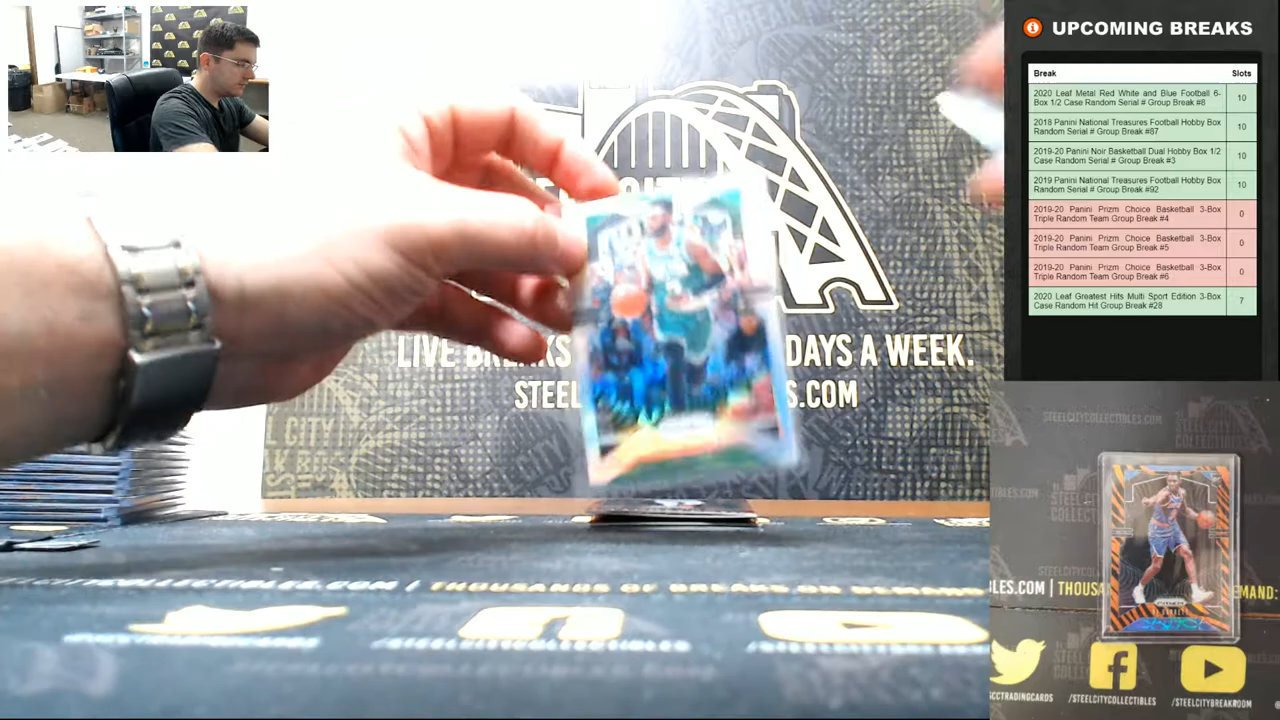 UPCOMING BREAKS
Break Slots
2020 Leaf Metal Red White and Blue Football 6-
Box 1/2 Case Random Serial # Group Break #8 10
2018 Panini National Treasures Football Hobby Box
Random Serial # Group Break #87 10
2019-20 Panini Noir Basketball Dual Hobby Box 1/2
Case Random Serial # Group Break #3 10
2019 Panini National Treasures Football Hobby Box
Random Serial # Group Break #92 10
2019-20 Panini Prizm Choice Basketball 3-Box
Triple Random Team Group Break #4 0
2019-20 Panini Prizm Choice Basketball 3-Box
Triple Random Team Group Break #5 0
2019-20 Panini Prizm Choice Basketball 3-Box
Triple Random Team Group Break #6 0
2020 Leaf Greatest Hits Multi Sport Edition 3-Box
Case Random Hit Group Break #28 7
LIVE BREAKS DAYS A WEEK.
STEEL S.COM
COLLECTIBLES.COM | THOUSANDS OF BREAKS ON DEMAND
STEELCITYCOLLECTIBLES.COM
LES.COM | THOUSA EMAND:
CCTRADINGCARDS
/STEELCITYCOLLECTIBLES
/STEELCITYBREAKROOM